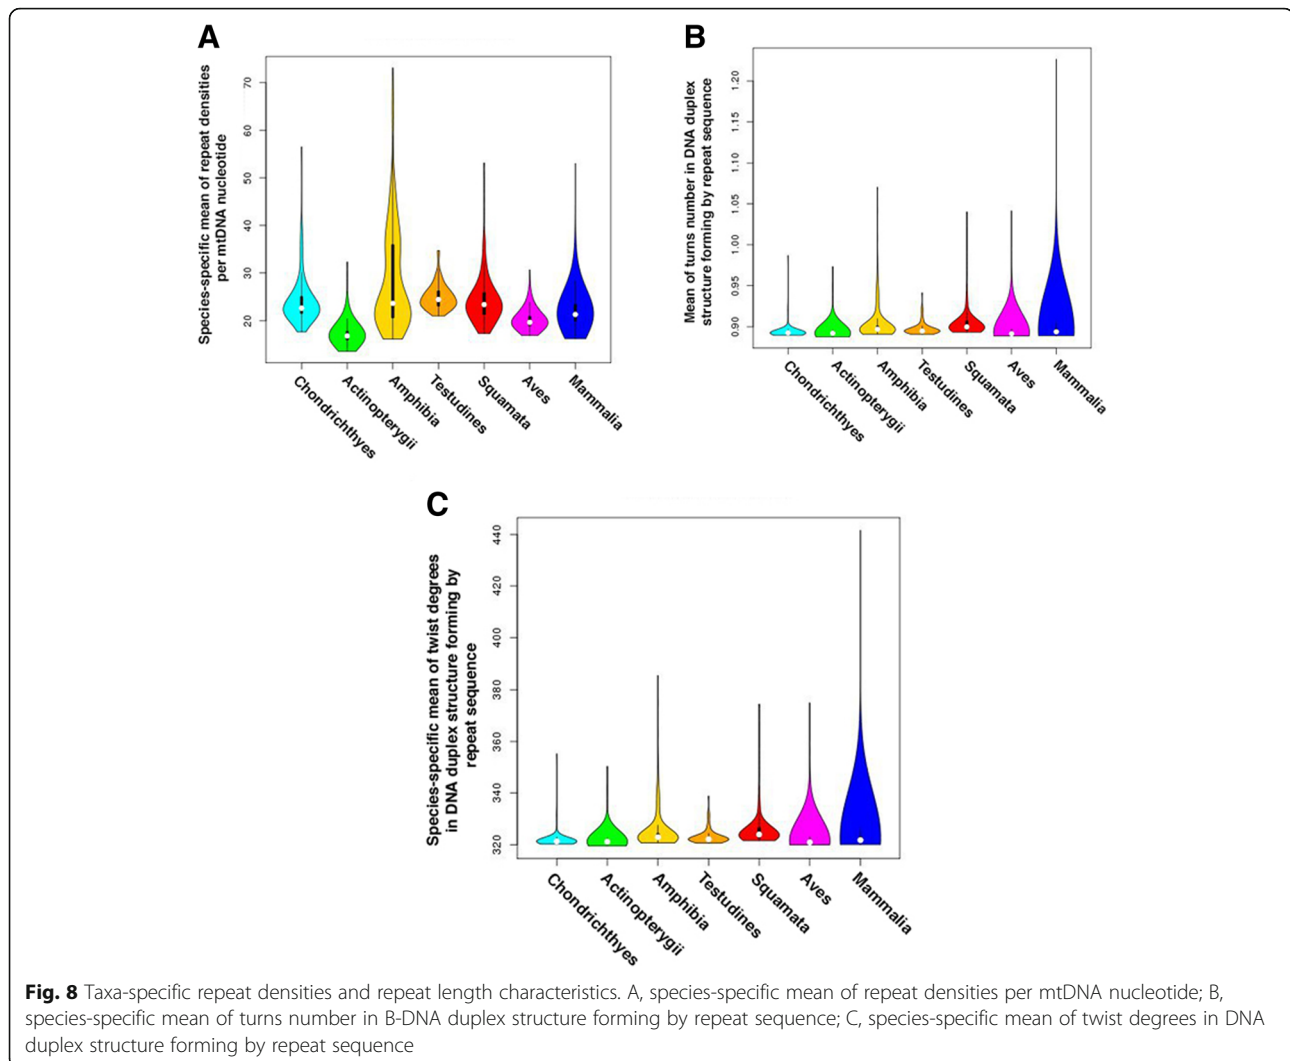 A
Species-specific mean of repeat densities
per mtDNA nucleotide
70
60
50
40
30
20
Chondrichthyes
Actinopterygii
Amphibia
Testudines
Squamata
Aves
Mammalia
B
Mean of turns number in DNA duplex
structure forming by repeat sequence
1.20
1.15
1.10
1.05
1.00
0.95
0.90
Chondrichthyes
Actinopterygii
Amphibia
Testudines
Squamata
Aves
Mammalia
C
Species-specific mean of twist degrees
in DNA duplex structure forming by
repeat sequence
440
420
400
380
360
340
320
Chondrichthyes
Actinopterygii
Amphibia
Testudines
Squamata
Aves
Mammalia
Fig. 8 Taxa-specific repeat densities and repeat length characteristics. A, species-specific mean of repeat densities per mtDNA nucleotide; B,
species-specific mean of turns number in B-DNA duplex structure forming by repeat sequence; C, species-specific mean of twist degrees in DNA
duplex structure forming by repeat sequence